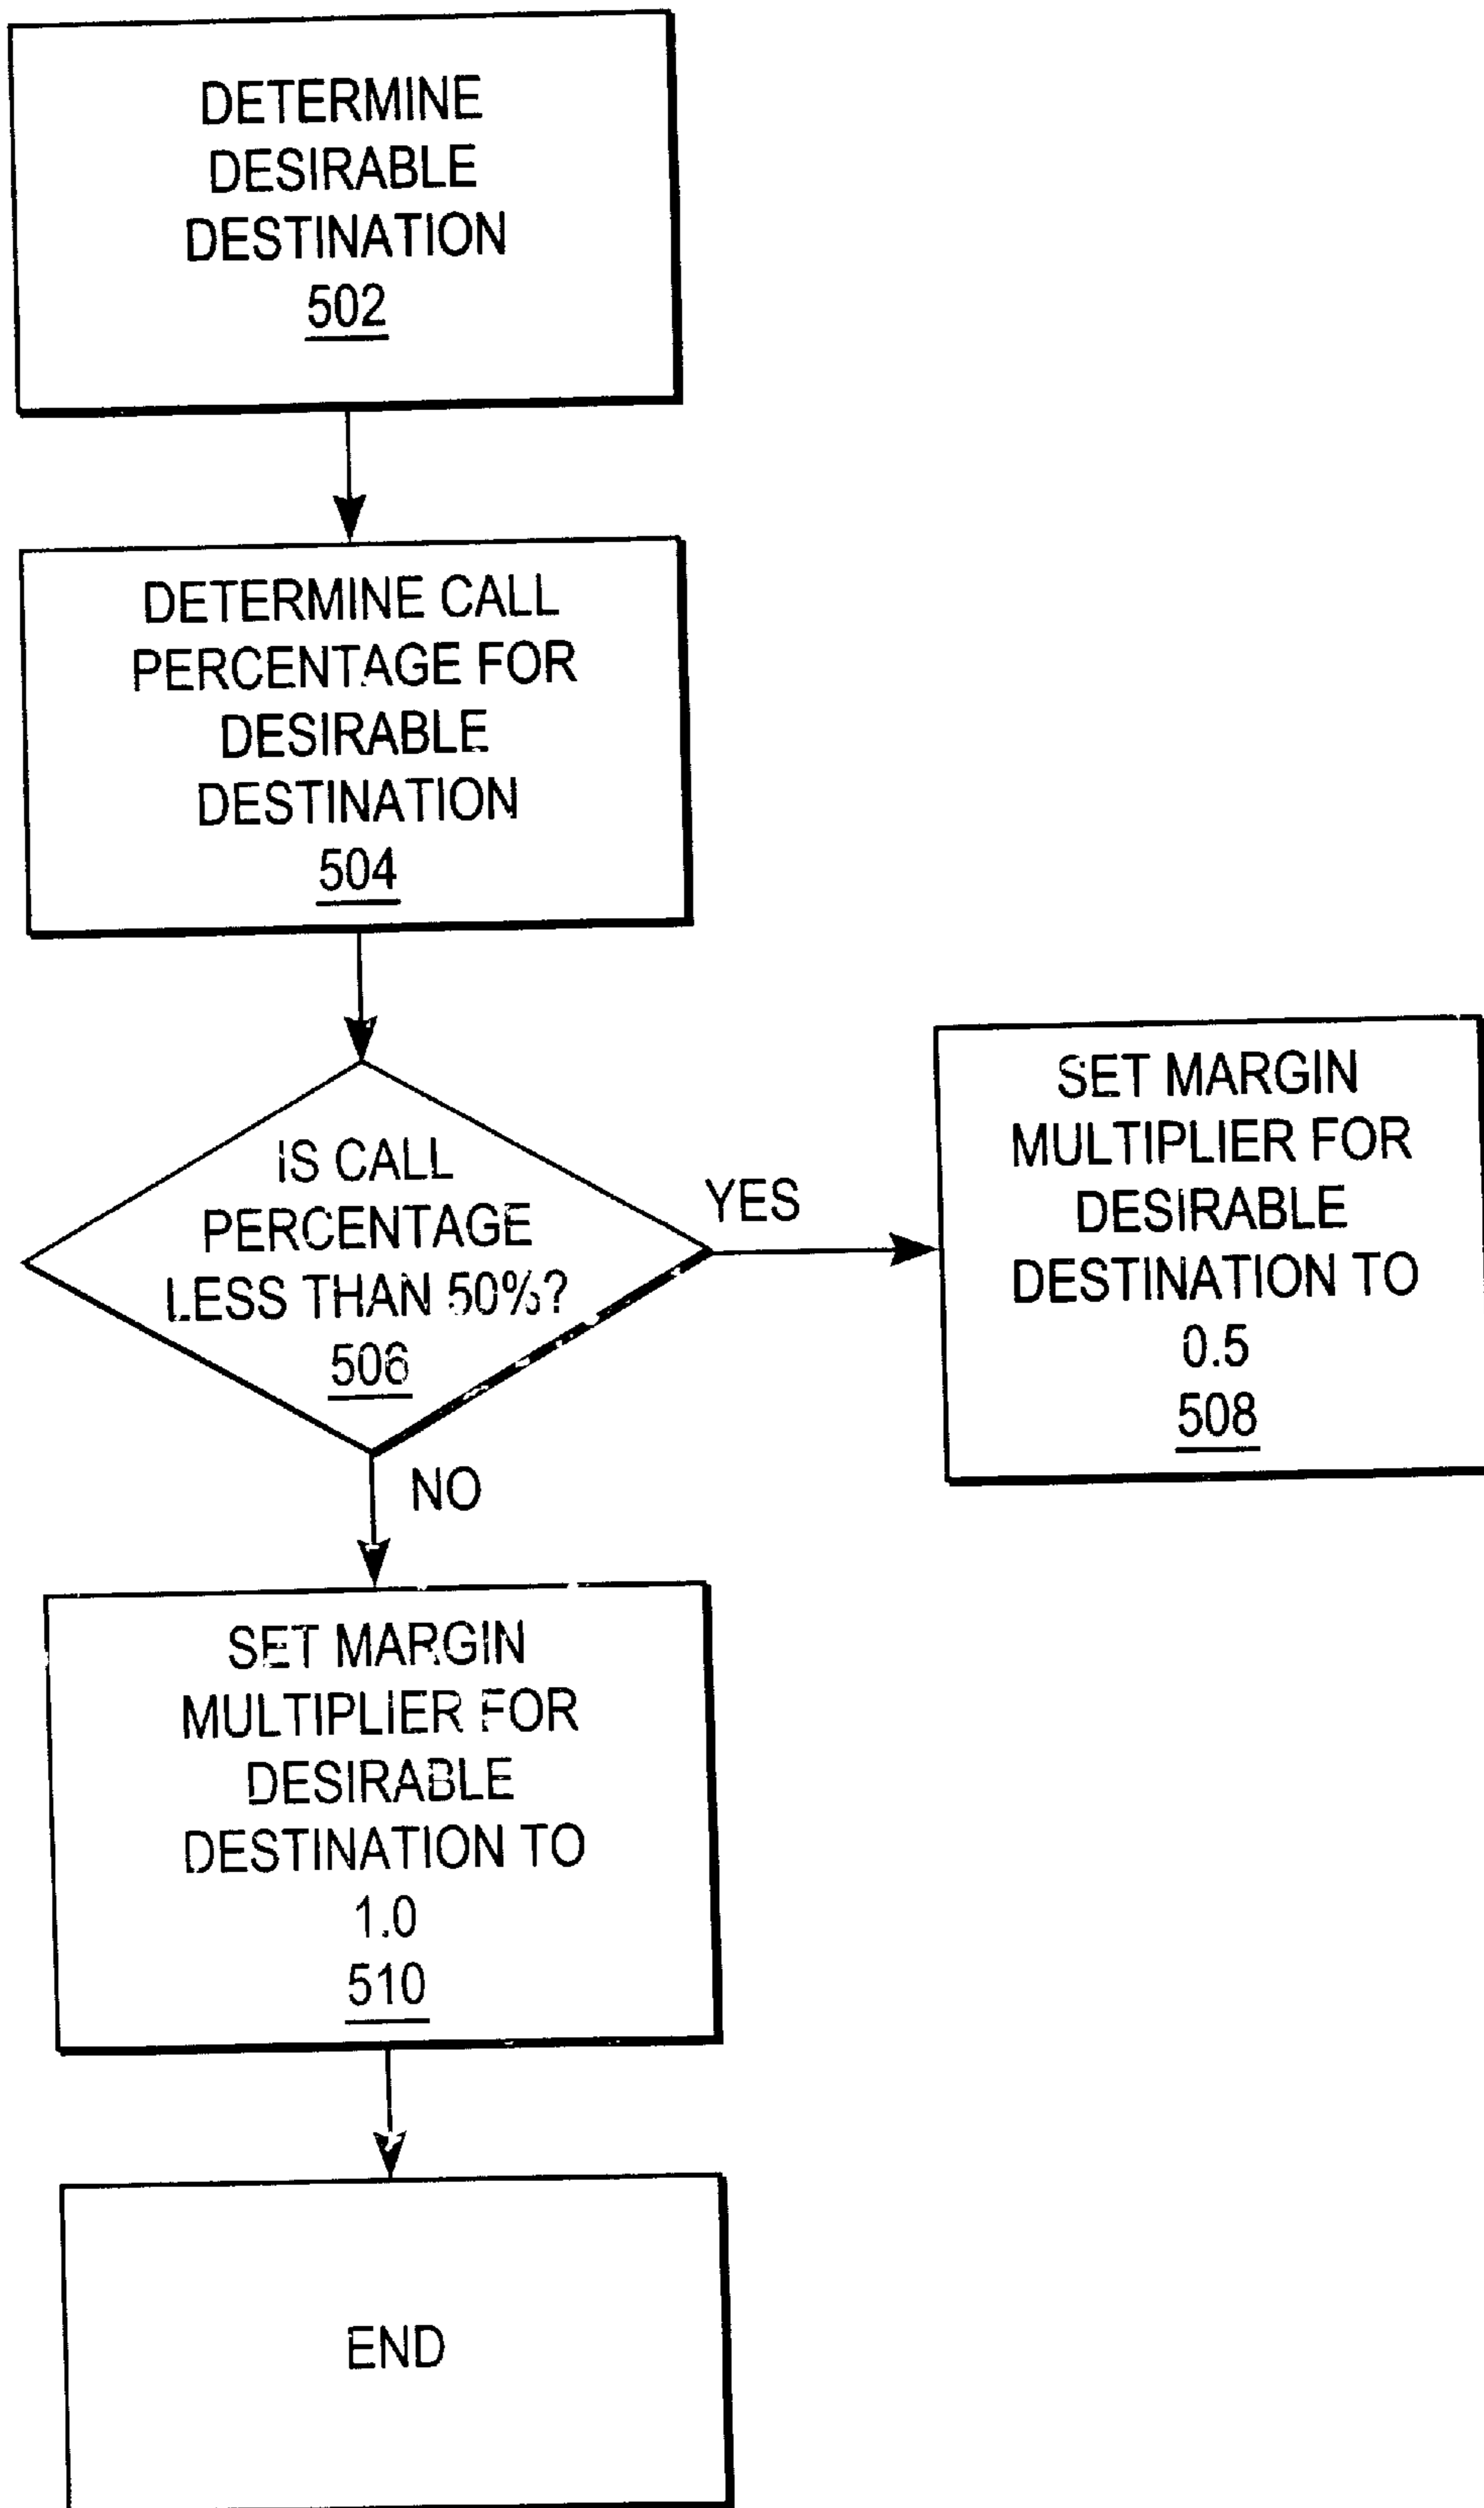 DETERMINE
DESIRABLE
DESTINATION
502
DETERMINE CALL
PERCENTAGE FOR
DESIRABLE
DESTINATION
504
IS CALL
PERCENTAGE
LESS THAN 50%?
506
YES
SET MARGIN
MULTIPLIER FOR
DESIRABLE
DESTINATION TO
0.5
508
NO
SET MARGIN
MULTIPLIER FOR
DESIRABLE
DESTINATION TO
1.0
510
END